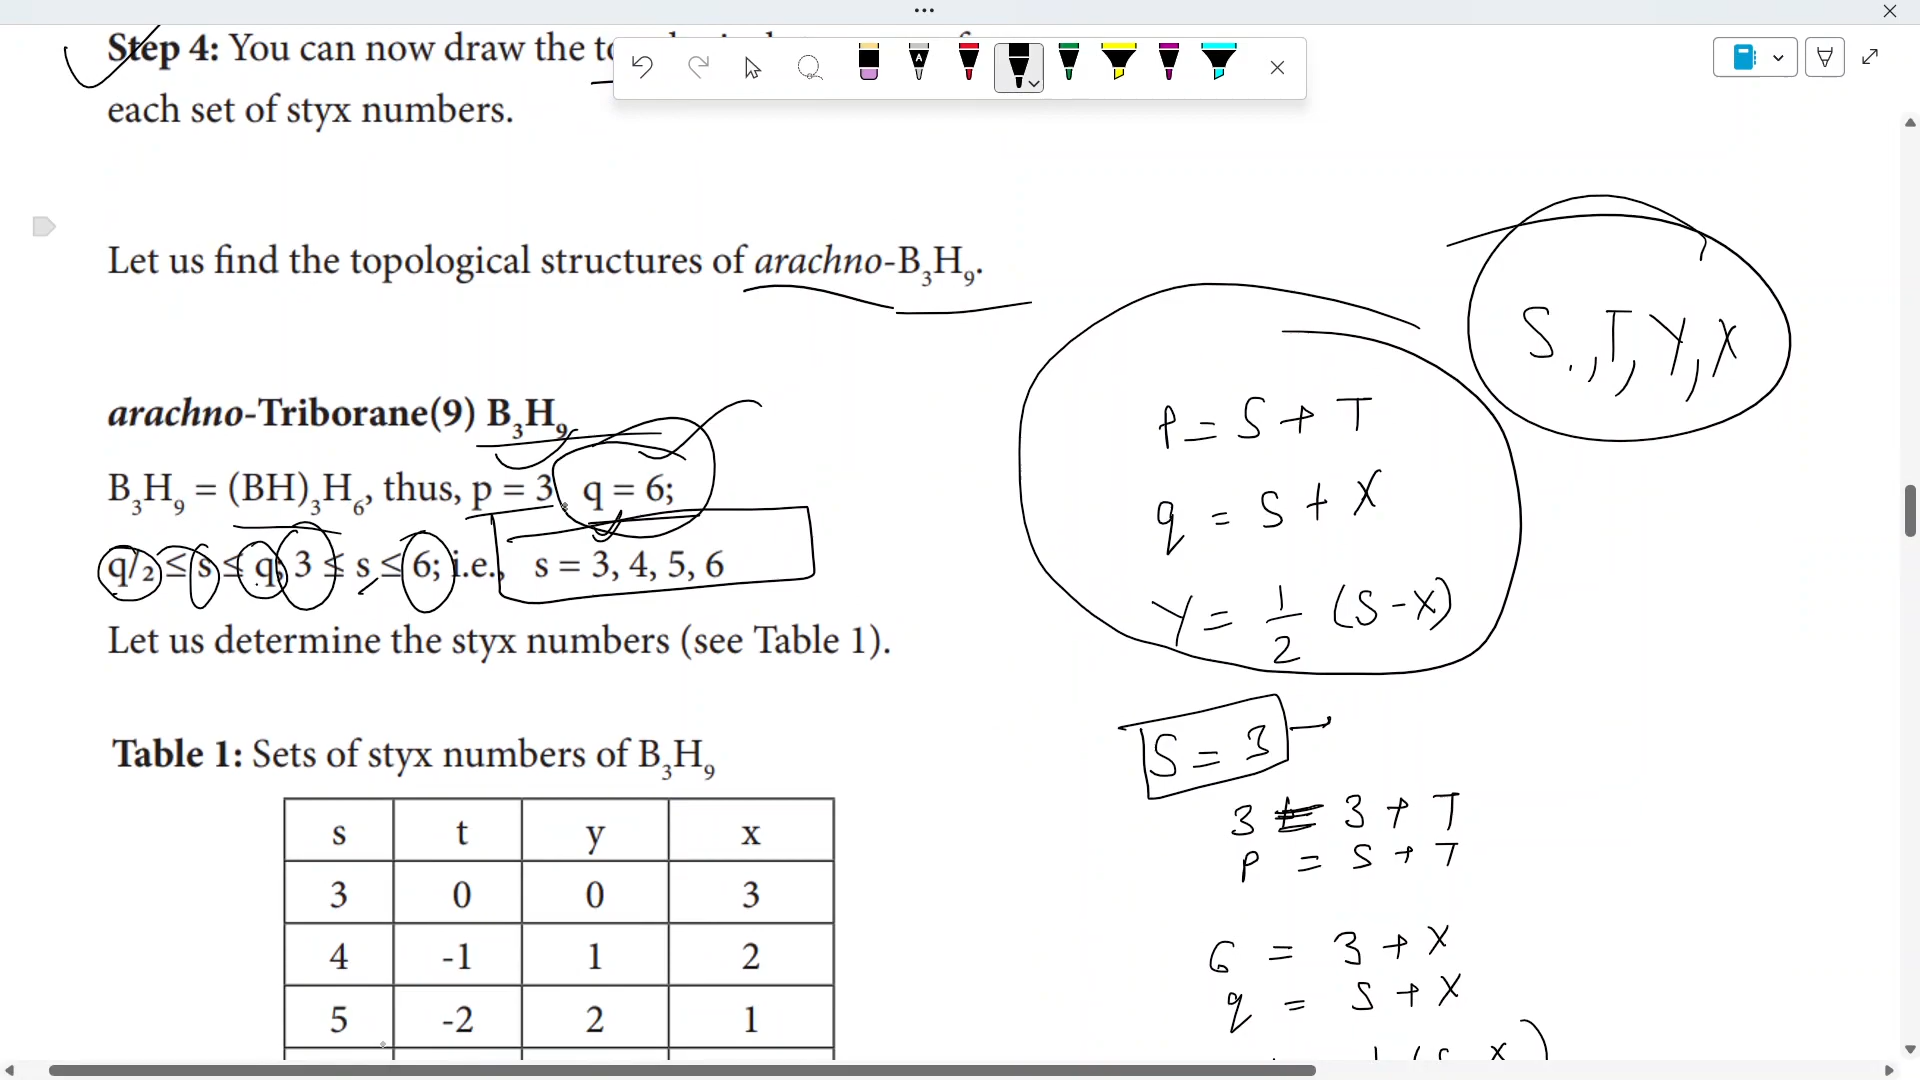 Step 4: You can now draw the
each set of styx numbers.
Let us find the topological structures of arachno-B₃H₉.
S, T, Y, X
P = S + T
q = S + X
Y = 1/2 (S - X)
arachno-Triborane(9) B₃H₉
B₃H₉ = (BH)₃H₆, thus, p = 3, q = 6;
q/2 ≤ s ≤ q, 3 ≤ s ≤ 6; i.e., s = 3, 4, 5, 6
Let us determine the styx numbers (see Table 1).
S = 3
3 = 3 + T
P = S + T
6 = 3 + X
q = S + X
Table 1: Sets of styx numbers of B₃H₉
s t y x
3 0 0 3
4 -1 1 2
5 -2 2 1